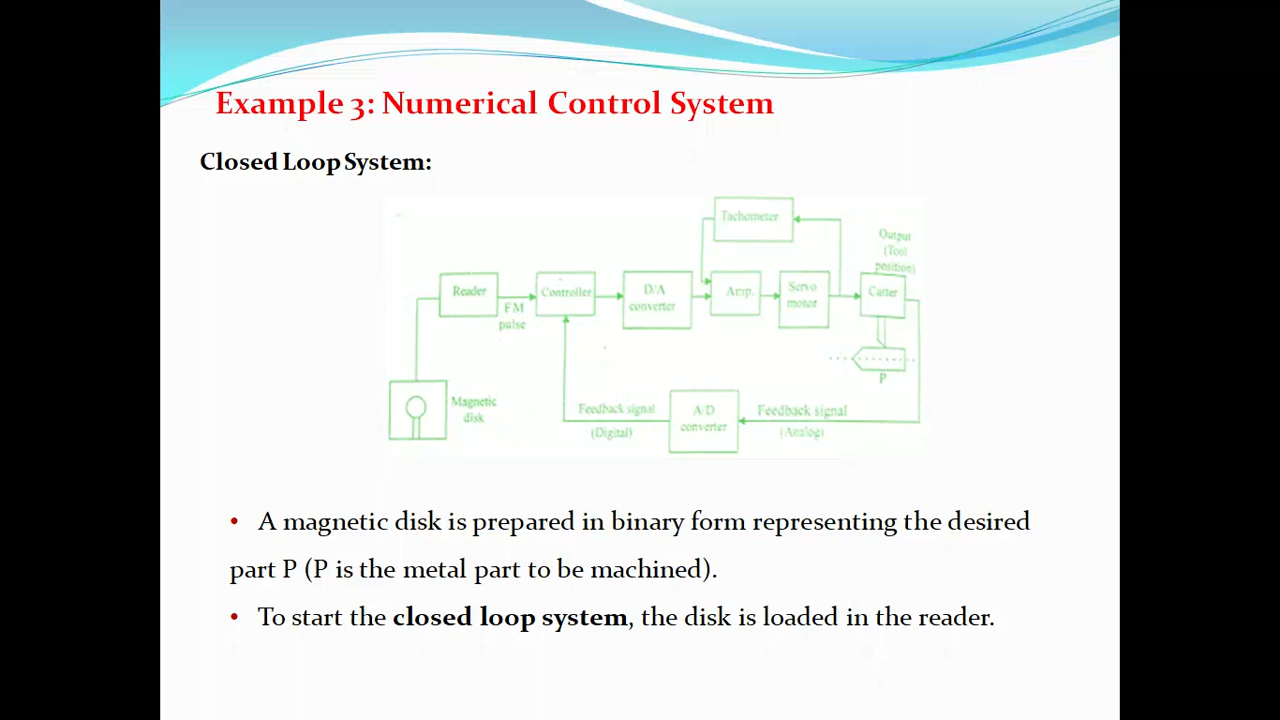 Example 3: Numerical Control System
Closed Loop System:
Tachometer
Output
(Tool
position)
Reader
FM
pulse
Controller
D/A
converter
Amp.
Servo
motor
Cutter
P
Magnetic
disk
Feedback signal
(Digital)
A/D
converter
Feedback signal
(Analog)
• A magnetic disk is prepared in binary form representing the desired
part P (P is the metal part to be machined).
• To start the closed loop system, the disk is loaded in the reader.